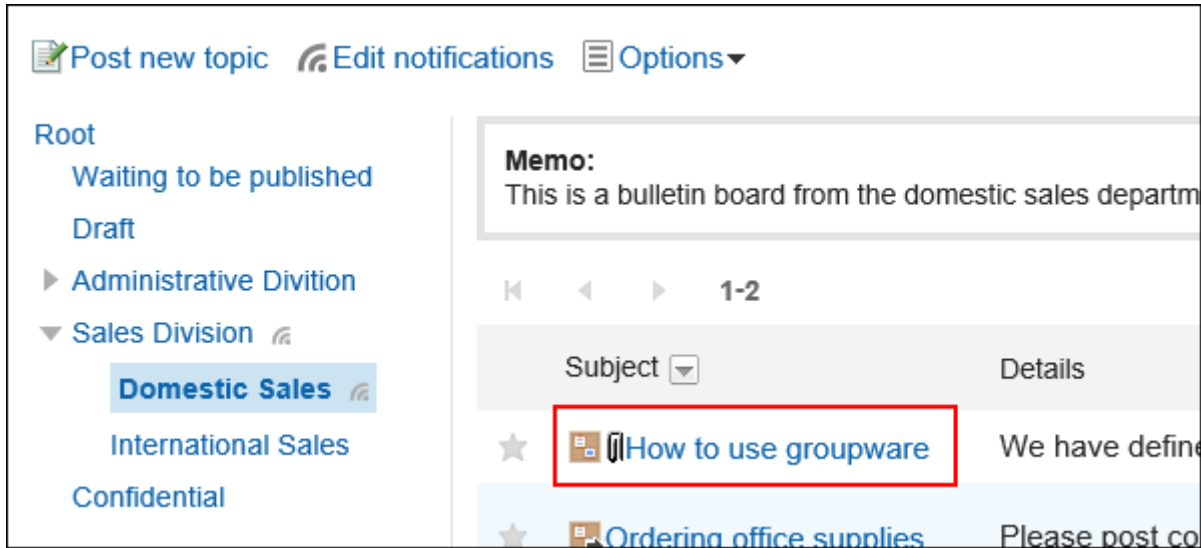 Post new topic Edit notifications Options
Root
Waiting to be published
Draft
Administrative Divition
Sales Division
Domestic Sales
International Sales
Confidential
Memo:
This is a bulletin board from the domestic sales departm
1-2
Subject Details
How to use groupware We have define
Ordering office supplies Please post co